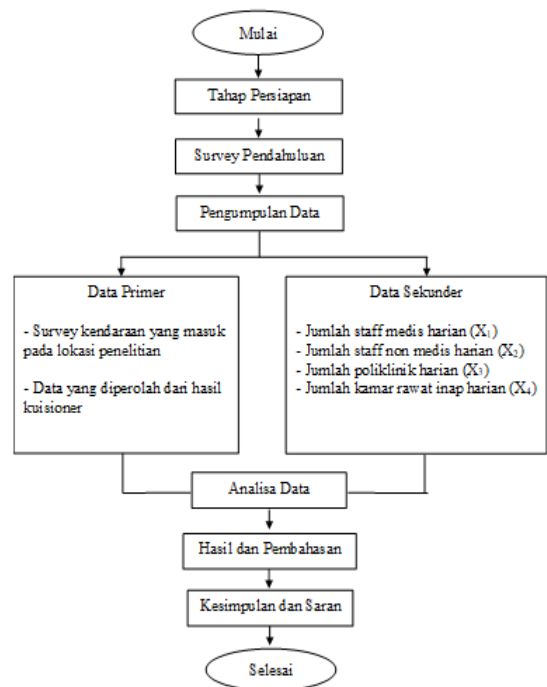 Mulai
Tahap Persiapan
Survey Pendahuluan
Pengumpulan Data
Data Primer
- Survey kendaraan yang masuk
pada lokasi penelitian
- Data yang diperolah dari hasil
kuisioner
Data Sekunder
- Jumlah staff medis harian (X₁)
- Jumlah staff non medis harian (X₂)
- Jumlah poliklinik harian (X₃)
- Jumlah kamar rawat inap harian (X₄)
Analisa Data
Hasil dan Pembahasan
Kesimpulan dan Saran
Selesai